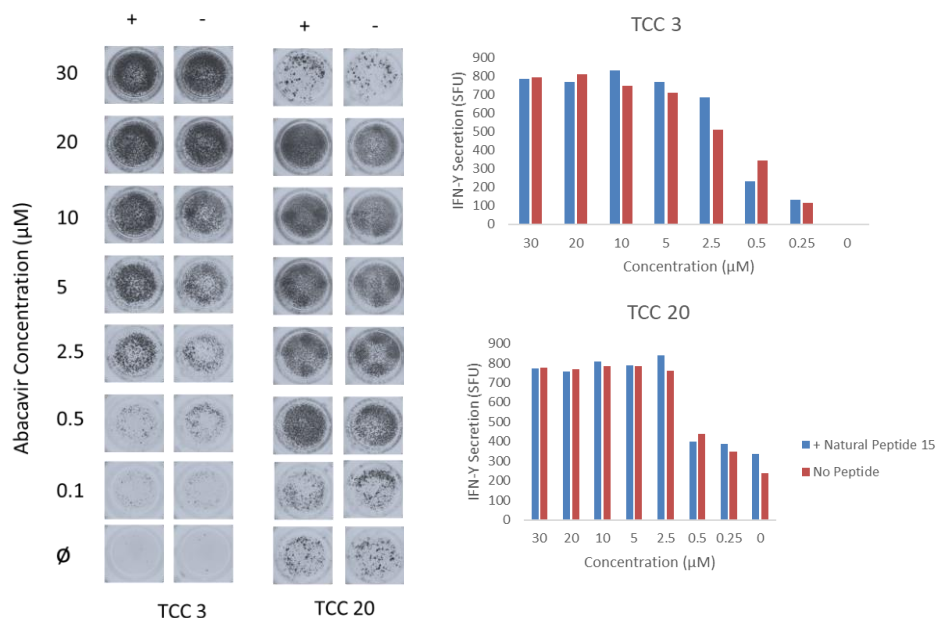 + - + -
Abacavir Concentration (µM)
30
20
10
5
2.5
0.5
0.1
Ø
TCC 3 TCC 20
TCC 3
IFN-Y Secretion (SFU)
900
800
700
600
500
400
300
200
100
0
30 20 10 5 2.5 0.5 0.25 0
Concentration (µM)
TCC 20
IFN-Y Secretion (SFU)
900
800
700
600
500
400
300
200
100
0
30 20 10 5 2.5 0.5 0.25 0
Concentration (µM)
+ Natural Peptide 15
No Peptide